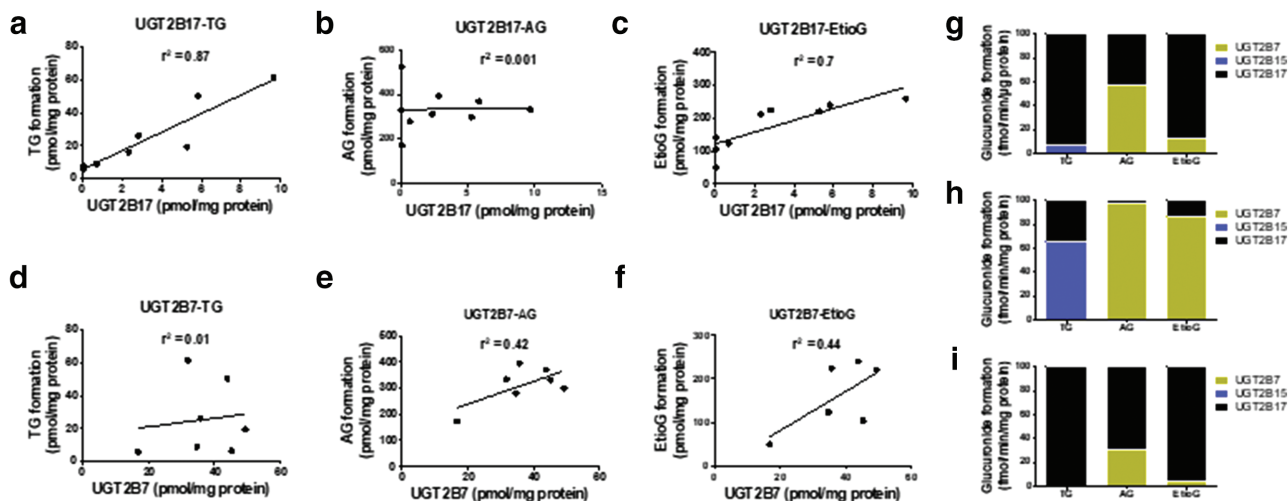 a
UGT2B17-TG
r² = 0.87
TG formation
(pmol/mg protein)
80
60
40
20
0
0 2 4 6 8 10
UGT2B17 (pmol/mg protein)
b
UGT2B17-AG
r² = 0.001
AG formation
(pmol/mg protein)
600
400
200
0
0 5 10 15
UGT2B17 (pmol/mg protein)
c
UGT2B17-EtioG
r² = 0.7
EtioG formation
(pmol/mg protein)
400
300
200
100
0
0 2 4 6 8 10
UGT2B17 (pmol/mg protein)
d
UGT2B7-TG
r² = 0.01
TG formation
(pmol/mg protein)
80
60
40
20
0
0 20 40 60
UGT2B7 (pmol/mg protein)
e
UGT2B7-AG
r² = 0.42
AG formation
(pmol/mg protein)
500
400
300
200
100
0
0 20 40 60
UGT2B7 (pmol/mg protein)
f
UGT2B7-EtioG
r² = 0.44
EtioG formation
(pmol/mg protein)
300
200
100
0
0 20 40 60
UGT2B7 (pmol/mg protein)
g
Glucuronide formation
(fmol/min/µg protein)
100
80
60
40
20
0
TG AG EtioG
UGT2B7
UGT2B15
UGT2B17
h
Glucuronide formation
(fmol/min/mg protein)
100
80
60
40
20
0
TG AG EtioG
UGT2B7
UGT2B15
UGT2B17
i
Glucuronide formation
(fmol/min/mg protein)
100
80
60
40
20
0
TG AG EtioG
UGT2B7
UGT2B15
UGT2B17